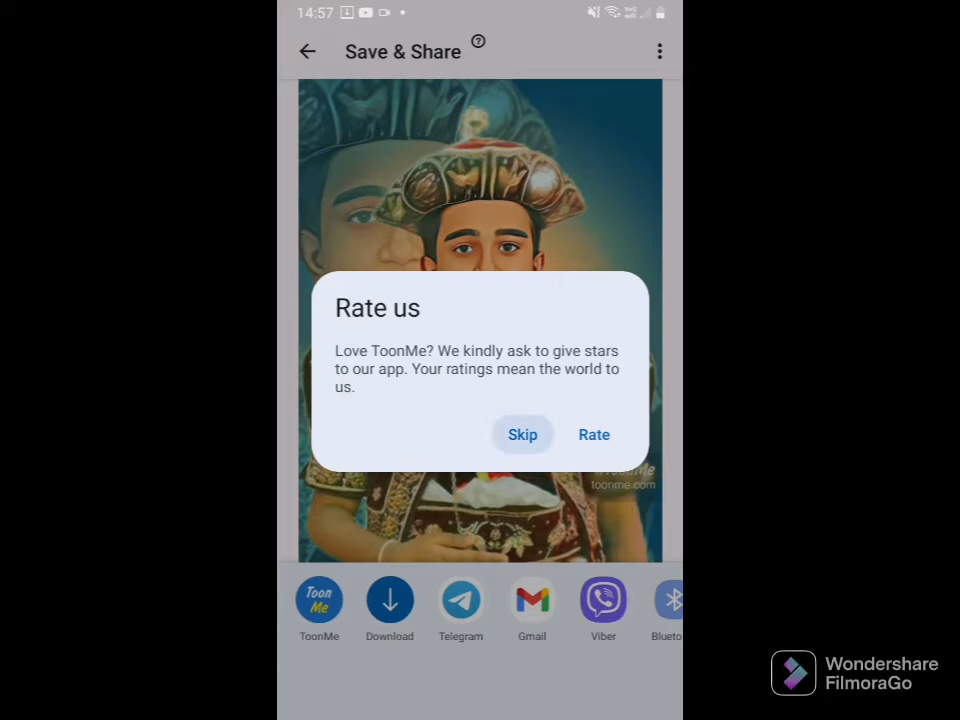 14:57
Save & Share
Rate us
Love ToonMe? We kindly ask to give stars
to our app. Your ratings mean the world to
us.
Skip Rate
toonme.com
Toon
Me
ToonMe Download Telegram Gmail Viber Blueto
Wondershare
FilmoraGo